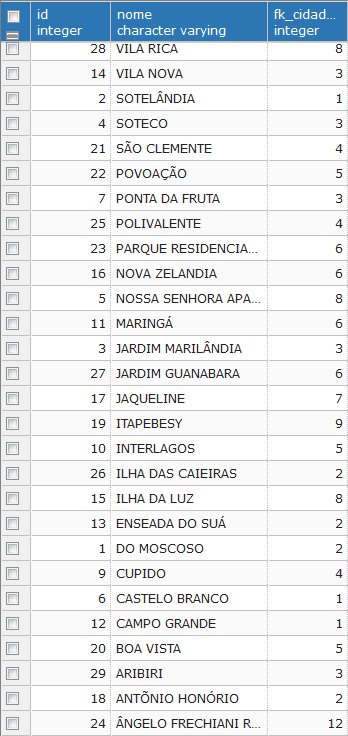 id nome fk_cidad...
integer character varying integer
28 VILA RICA 8
14 VILA NOVA 3
2 SOTELÂNDIA 1
4 SOTECO 3
21 SÃO CLEMENTE 4
22 POVOAÇÃO 5
7 PONTA DA FRUTA 3
25 POLIVALENTE 4
23 PARQUE RESIDENCIA... 6
16 NOVA ZELANDIA 6
5 NOSSA SENHORA APA... 8
11 MARINGÁ 6
3 JARDIM MARILÂNDIA 3
27 JARDIM GUANABARA 6
17 JAQUELINE 7
19 ITAPEBESY 9
10 INTERLAGOS 5
26 ILHA DAS CAIEIRAS 2
15 ILHA DA LUZ 8
13 ENSEADA DO SUÁ 2
1 DO MOSCOSO 2
9 CUPIDO 4
6 CASTELO BRANCO 1
12 CAMPO GRANDE 1
20 BOA VISTA 5
29 ARIBIRI 3
18 ANTÕNIO HONÓRIO 2
24 ÂNGELO FRECHIANI R... 12